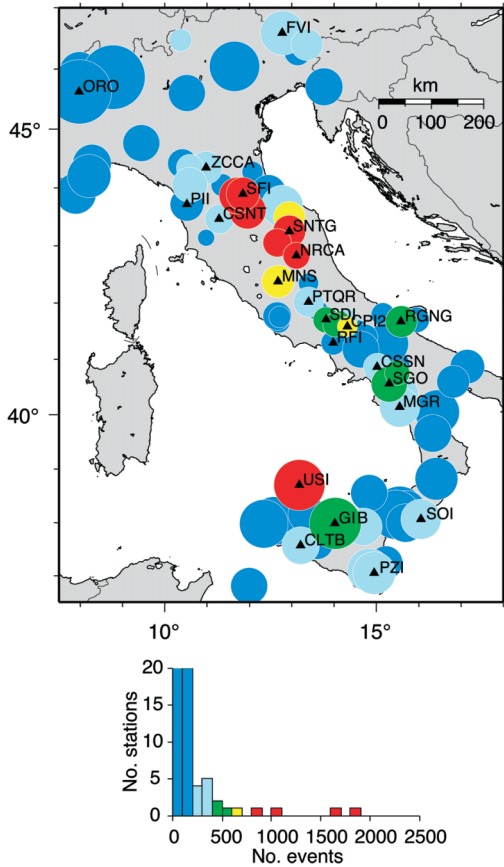 FVI
ORO
km
0 100 200
45°
ZCCA
PII
SFI
CSNT
SNTG
NRCA
MNS
PTQR
SDI
CPI2
RGNG
RFI
CSSN
SGO
40°
MGR
USI
GIB
SOI
CLTB
PZI
10°
15°
20
15
10
5
0
No. stations
0 500 1000 1500 2000 2500
No. events